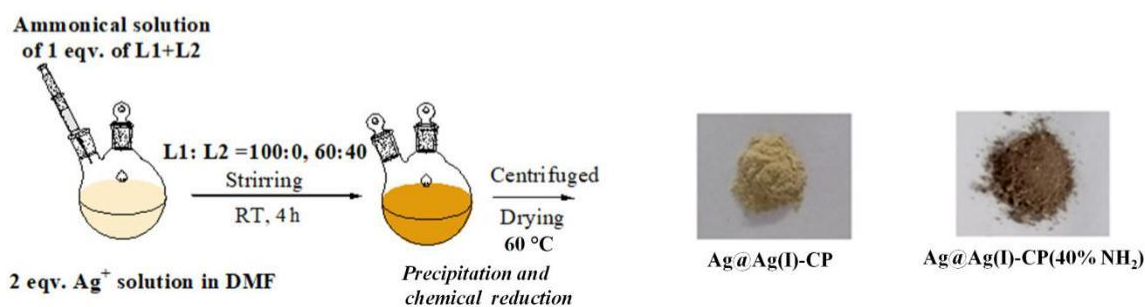 Ammonical solution
of 1 eqv. of L1+L2
L1: L2 =100:0, 60:40
Strirring
RT, 4 h
Centrifuged
Drying
60 °C
2 eqv. Ag⁺ solution in DMF
Precipitation and
chemical reduction
Ag@Ag(I)-CP
Ag@Ag(I)-CP(40% NH₂)